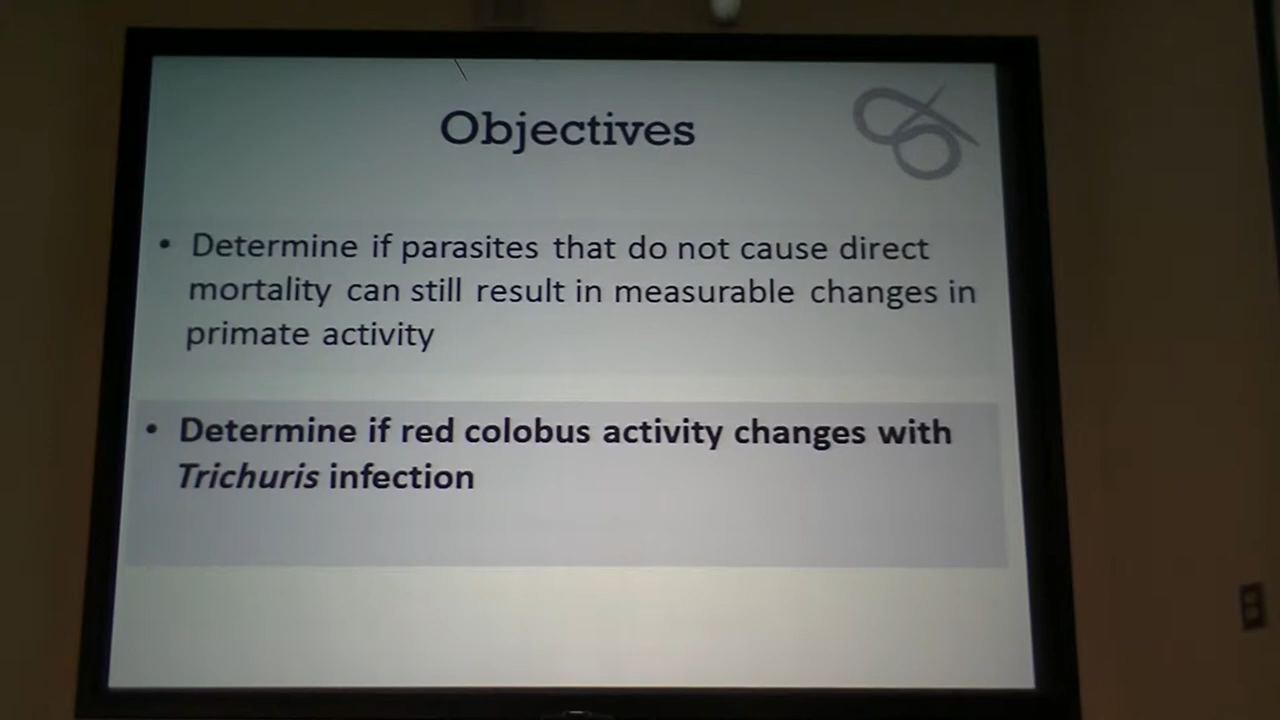 Objectives
• Determine if parasites that do not cause direct
mortality can still result in measurable changes in
primate activity
• Determine if red colobus activity changes with
Trichuris infection